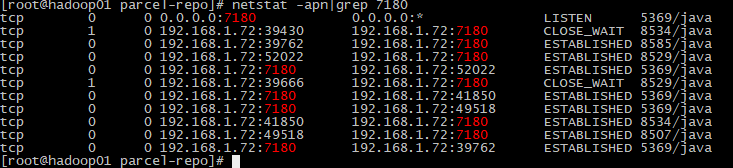 [root@hadoop01 parcel-repo]# netstat -apn|grep 7180
tcp 0 0 0.0.0.0:7180 0.0.0.0:* LISTEN 5369/java
tcp 1 0 192.168.1.72:39430 192.168.1.72:7180 CLOSE_WAIT 8534/java
tcp 0 0 192.168.1.72:39762 192.168.1.72:7180 ESTABLISHED 8585/java
tcp 0 0 192.168.1.72:52022 192.168.1.72:7180 ESTABLISHED 8529/java
tcp 0 0 192.168.1.72:7180 192.168.1.72:52022 ESTABLISHED 5369/java
tcp 1 0 192.168.1.72:39666 192.168.1.72:7180 CLOSE_WAIT 8529/java
tcp 0 0 192.168.1.72:7180 192.168.1.72:41850 ESTABLISHED 5369/java
tcp 0 0 192.168.1.72:7180 192.168.1.72:49518 ESTABLISHED 5369/java
tcp 0 0 192.168.1.72:41850 192.168.1.72:7180 ESTABLISHED 8534/java
tcp 0 0 192.168.1.72:49518 192.168.1.72:7180 ESTABLISHED 8507/java
tcp 0 0 192.168.1.72:7180 192.168.1.72:39762 ESTABLISHED 5369/java
[root@hadoop01 parcel-repo]#